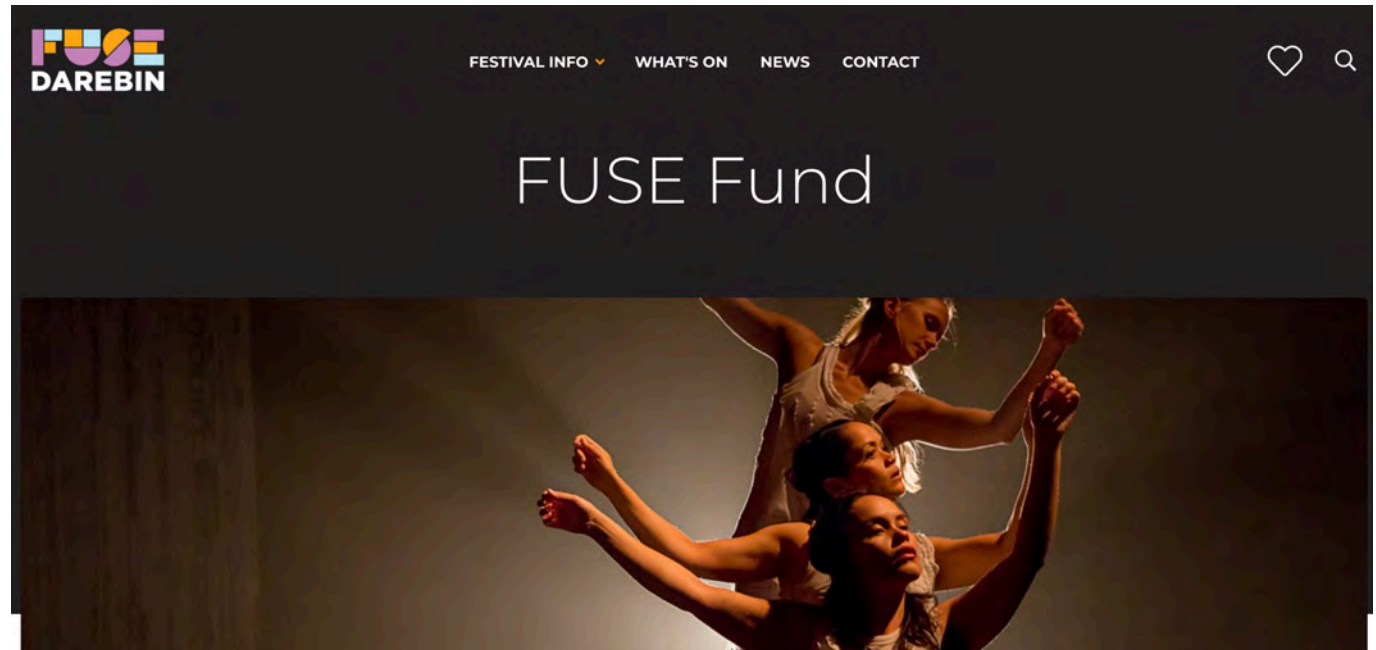 FUSE
DAREBIN
FESTIVAL INFO
WHAT'S ON
NEWS
CONTACT
FUSE Fund